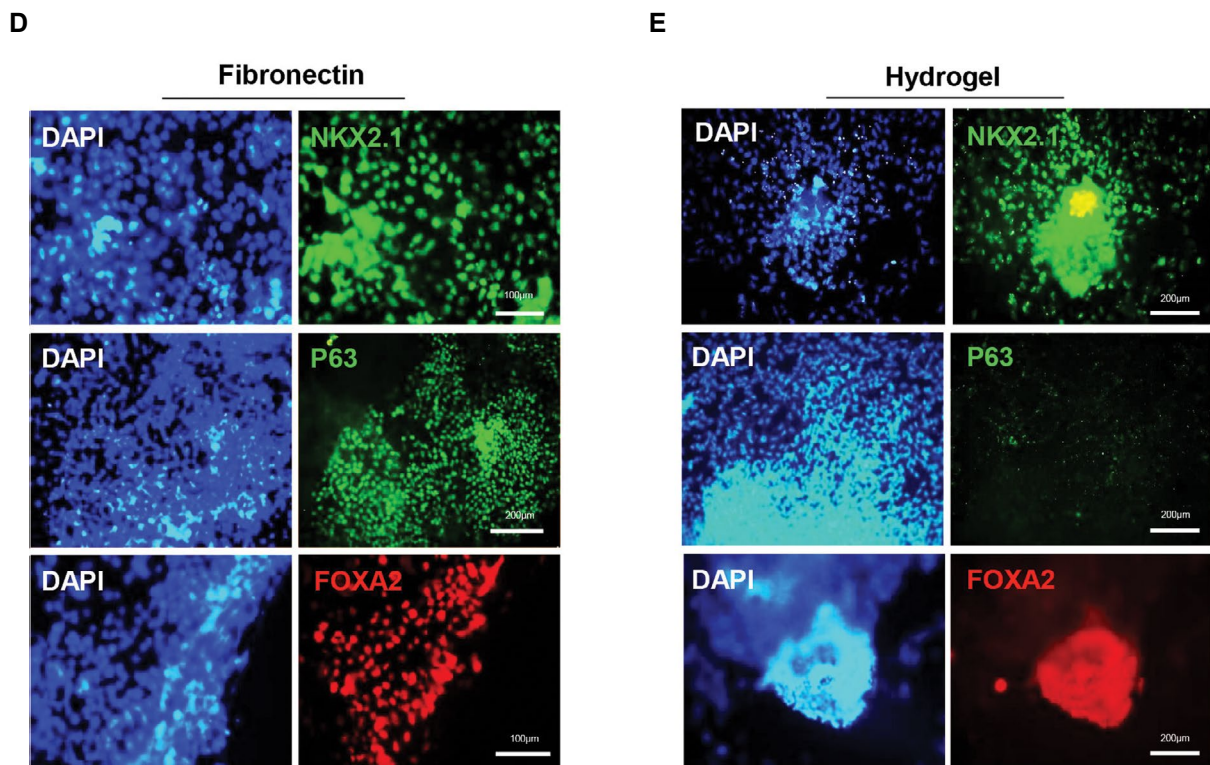 D
Fibronectin
DAPI
NKX2.1
100µm
DAPI
P63
200µm
DAPI
FOXA2
100µm
E
Hydrogel
DAPI
NKX2.1
200µm
DAPI
P63
200µm
DAPI
FOXA2
200µm